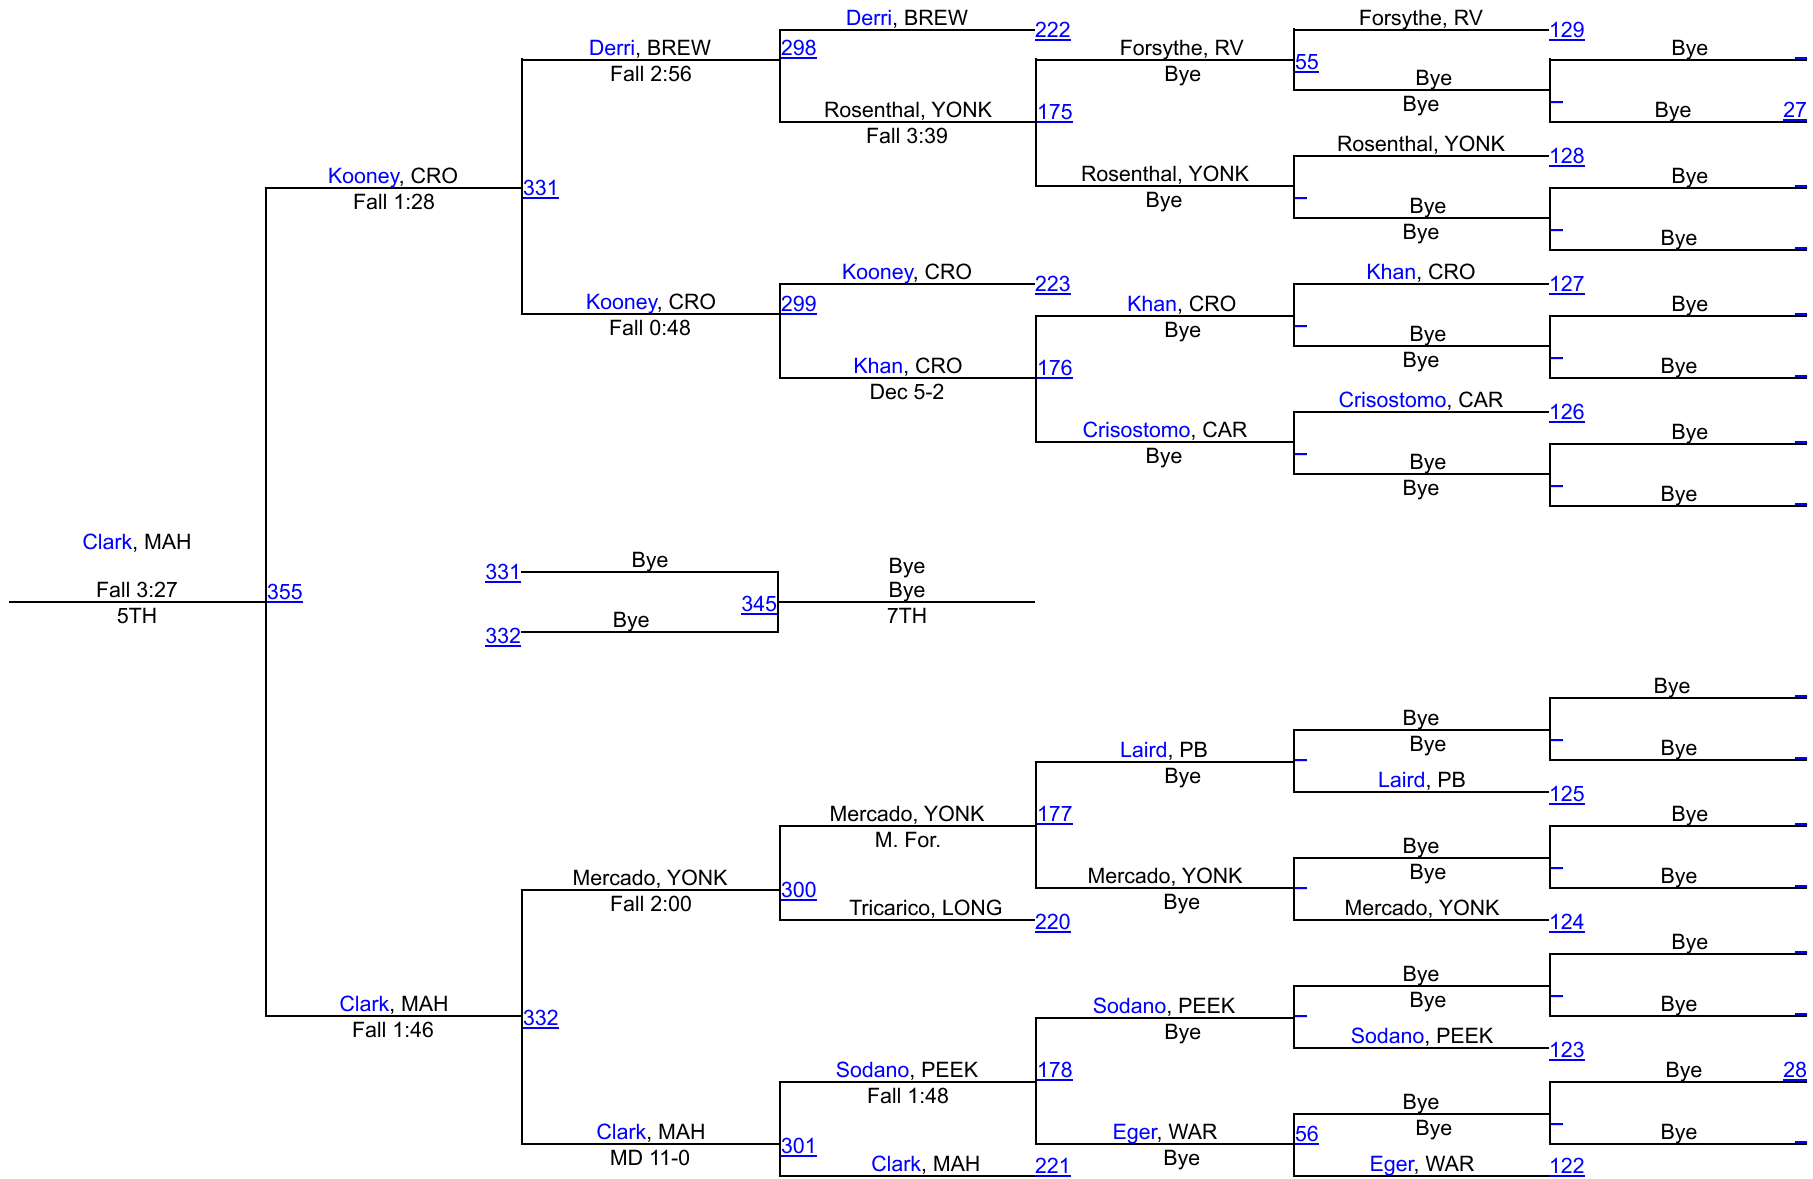 Derri, BREW
222
Forsythe, RV
129
Derri, BREW
298
Fall 2:56
Forsythe, RV
Bye
55
Bye
Bye
Bye
Rosenthal, YONK
175
Fall 3:39
Bye
27
Rosenthal, YONK
128
Kooney, CRO
331
Fall 1:28
Rosenthal, YONK
Bye
Bye
Bye
Bye
Bye
Kooney, CRO
223
Khan, CRO
127
Kooney, CRO
299
Fall 0:48
Khan, CRO
Bye
Bye
Bye
Bye
Khan, CRO
176
Dec 5-2
Bye
Crisostomo, CAR
126
Crisostomo, CAR
Bye
Bye
Bye
Bye
Bye
Clark, MAH
Fall 3:27
355
5TH
331
Bye
345
Bye
Bye
7TH
332
Bye
Bye
Bye
Bye
Laird, PB
Bye
Bye
Laird, PB
125
Mercado, YONK
177
M. For.
Bye
Bye
Bye
Mercado, YONK
300
Fall 2:00
Mercado, YONK
Bye
Bye
Tricarico, LONG
220
Mercado, YONK
124
Bye
Bye
Bye
Clark, MAH
332
Fall 1:46
Sodano, PEEK
Bye
Bye
Sodano, PEEK
123
Sodano, PEEK
178
Fall 1:48
Bye
28
Bye
Bye
Clark, MAH
301
MD 11-0
Eger, WAR
Bye
56
Bye
Clark, MAH
221
Eger, WAR
122